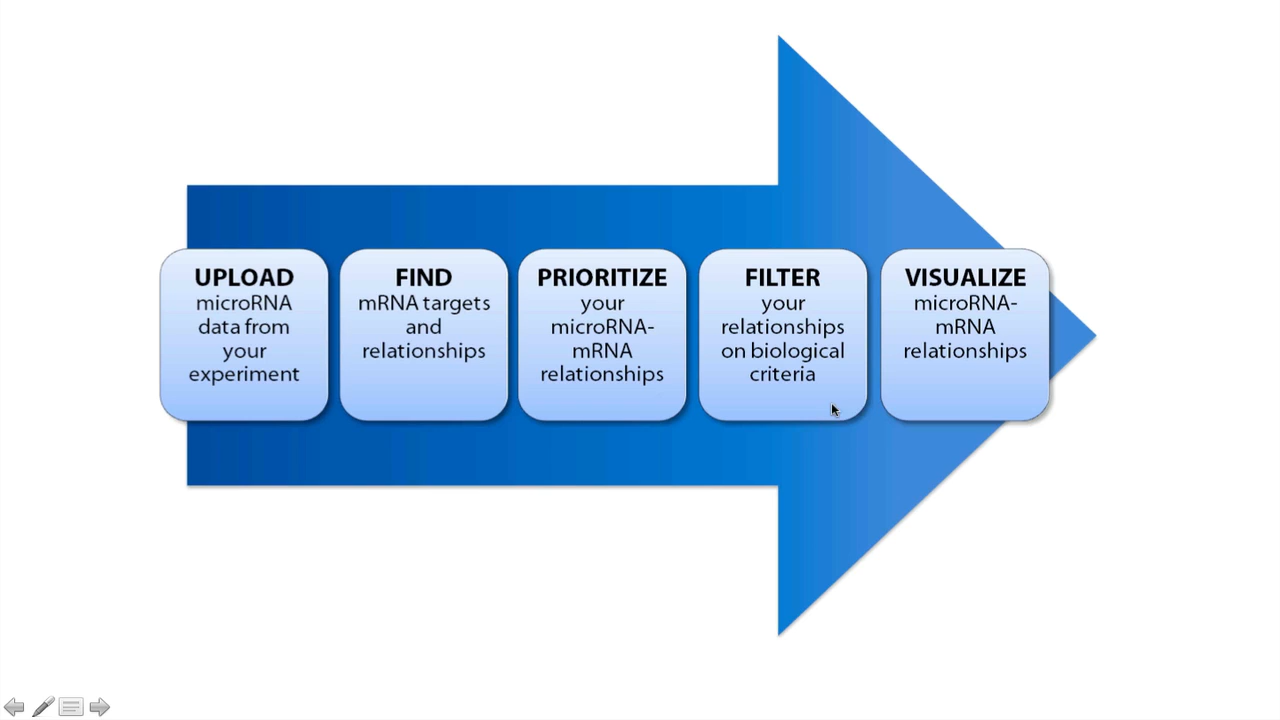 UPLOAD
microRNA
data from
your
experiment
FIND
mRNA targets
and
relationships
PRIORITIZE
your
microRNA-
mRNA
relationships
FILTER
your
relationships
on biological
criteria
VISUALIZE
microRNA-
mRNA
relationships